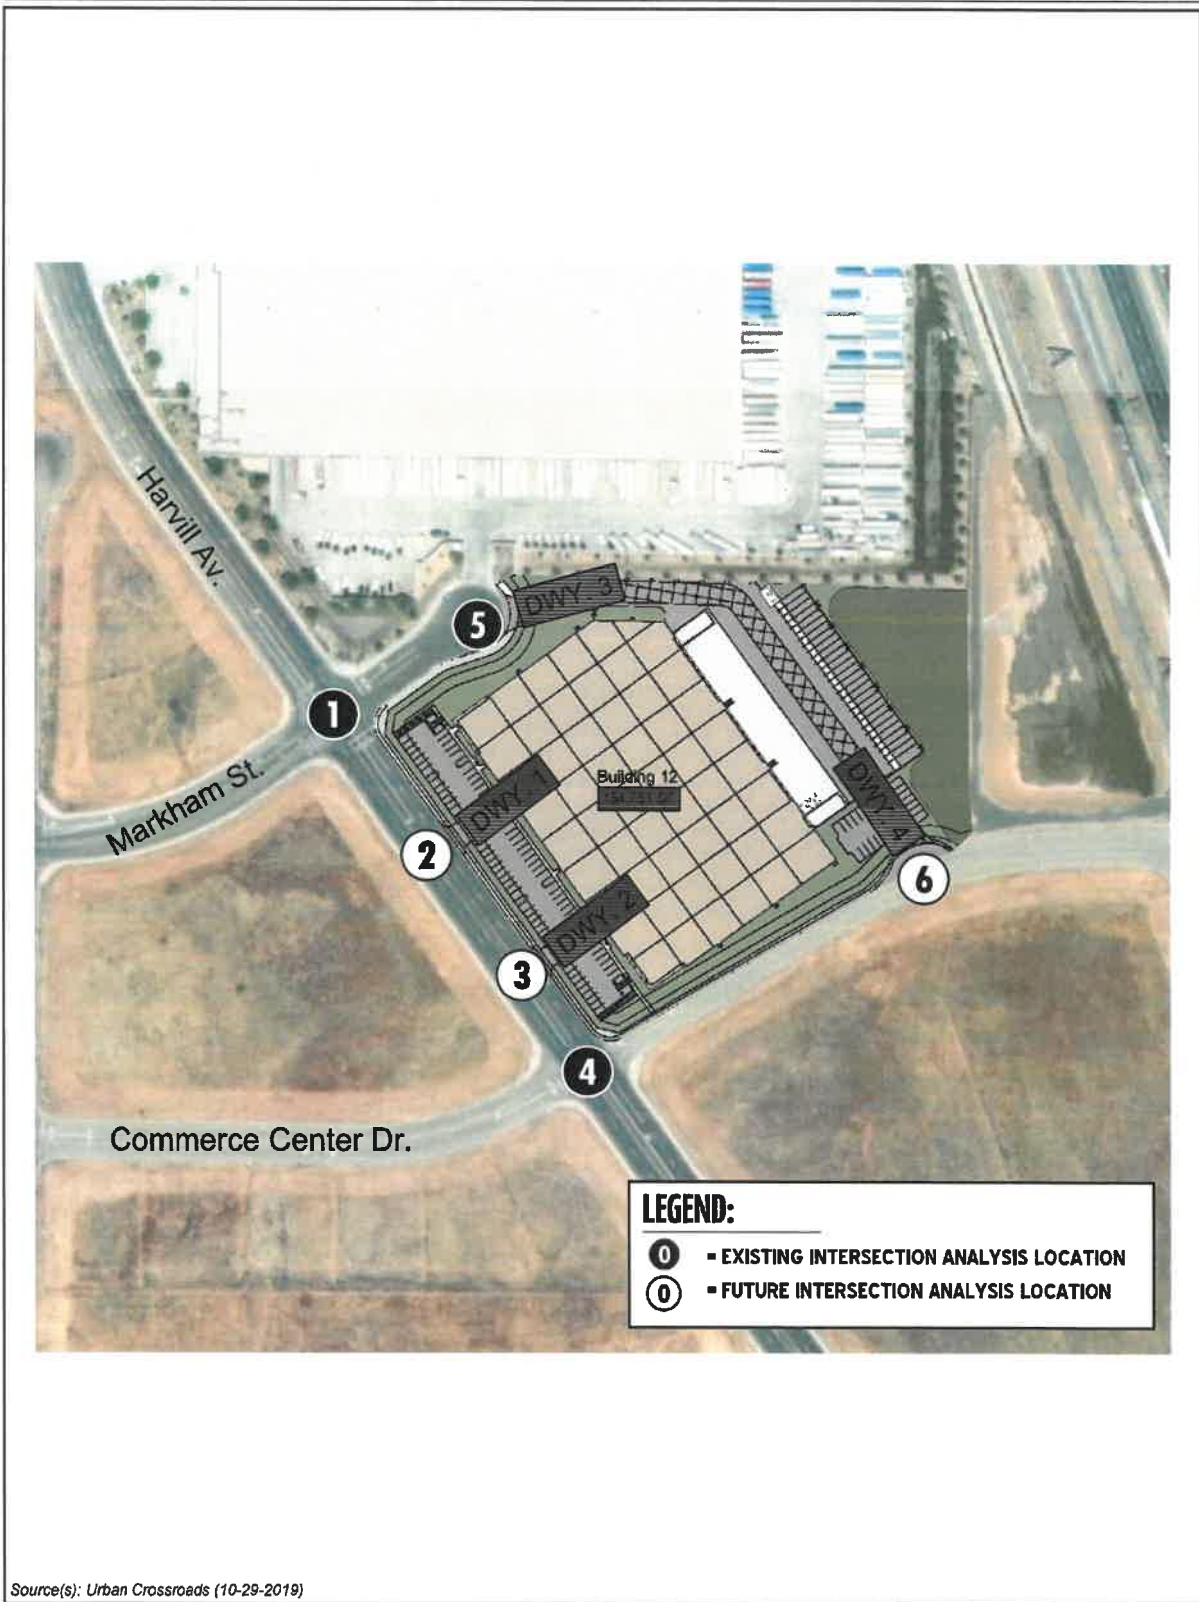 Harvill Av.
DWY 3
5
1
Building 12
DWY 1
DWY 4
Markham St.
2
6
DWY 2
3
4
Commerce Center Dr.
LEGEND:
0 = EXISTING INTERSECTION ANALYSIS LOCATION
0 = FUTURE INTERSECTION ANALYSIS LOCATION
Source(s): Urban Crossroads (10-29-2019)